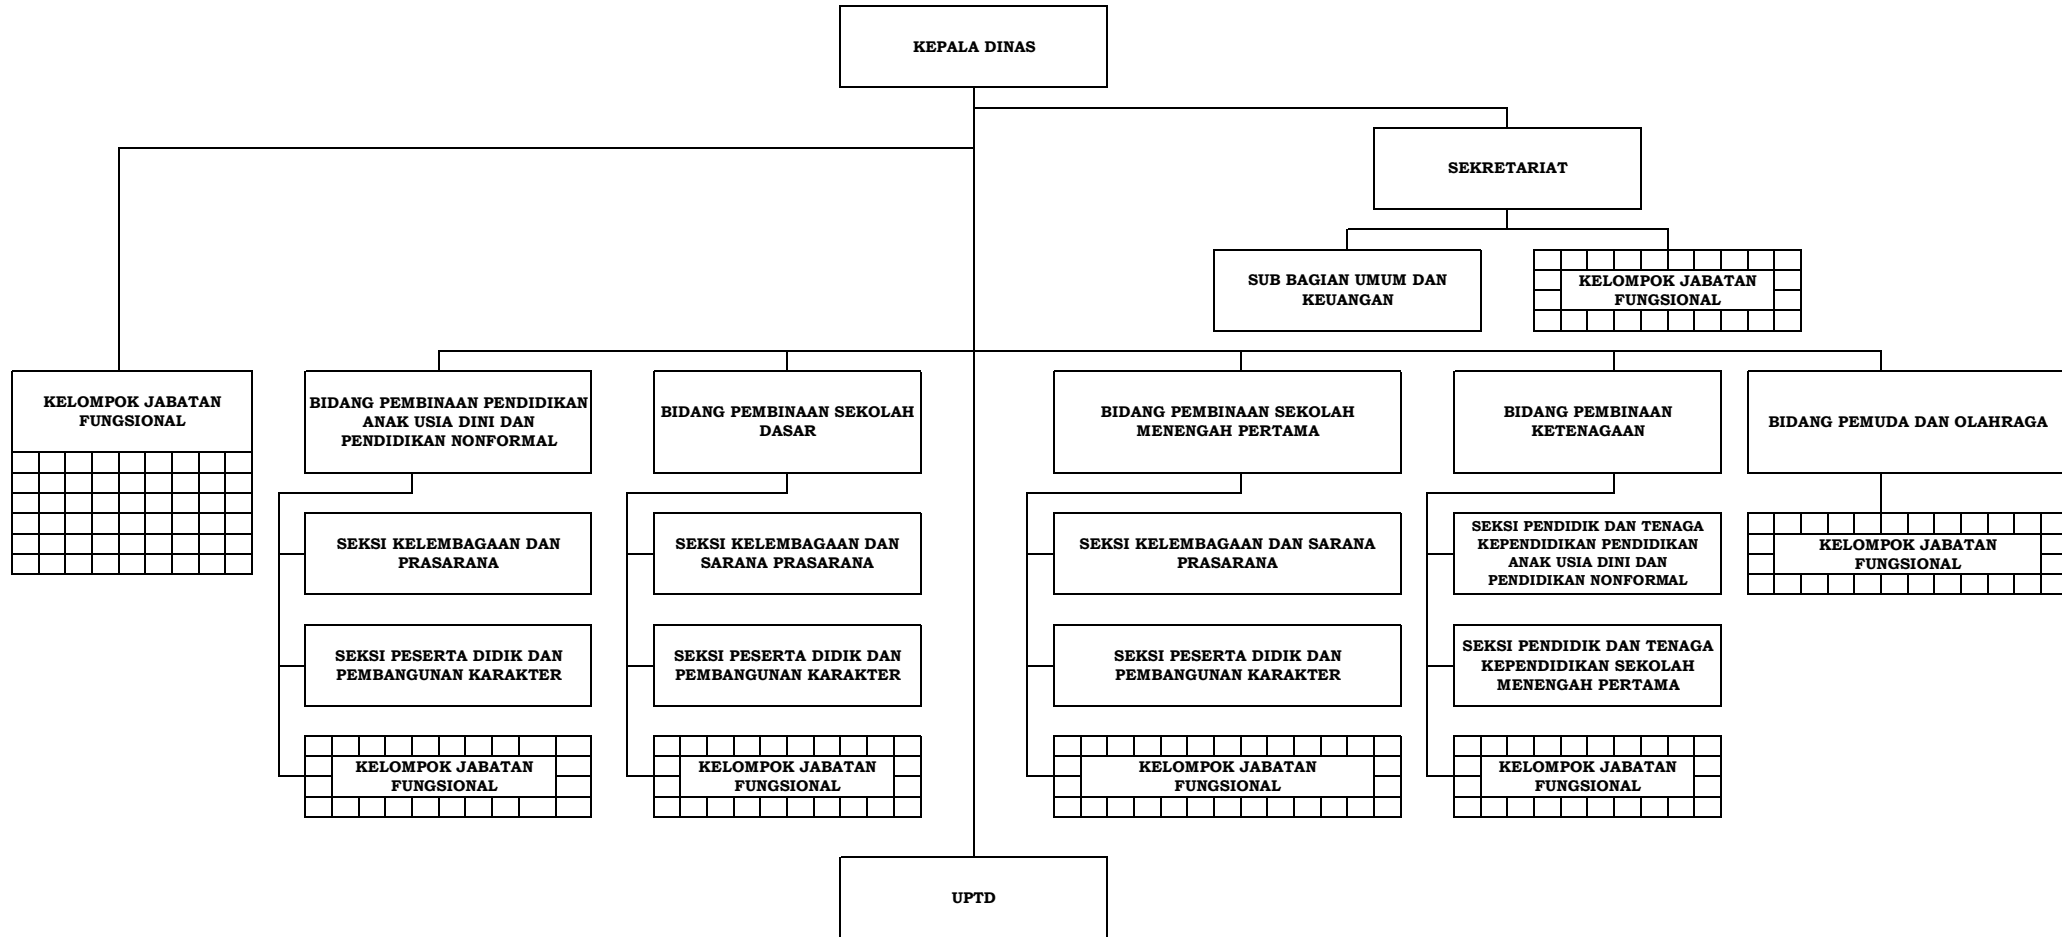 KEPALA DINAS
SEKRETARIAT
SUB BAGIAN UMUM DAN
KEUANGAN
KELOMPOK JABATAN
FUNGSIONAL
KELOMPOK JABATAN
FUNGSIONAL
BIDANG PEMBINAAN PENDIDIKAN
ANAK USIA DINI DAN
PENDIDIKAN NONFORMAL
BIDANG PEMBINAAN SEKOLAH
DASAR
BIDANG PEMBINAAN SEKOLAH
MENENGAH PERTAMA
BIDANG PEMBINAAN
KETENAGAAN
BIDANG PEMUDA DAN OLAHRAGA
SEKSI KELEMBAGAAN DAN
PRASARANA
SEKSI KELEMBAGAAN DAN
SARANA PRASARANA
SEKSI KELEMBAGAAN DAN SARANA
PRASARANA
SEKSI PENDIDIK DAN TENAGA
KEPENDIDIKAN PENDIDIKAN
ANAK USIA DINI DAN
PENDIDIKAN NONFORMAL
KELOMPOK JABATAN
FUNGSIONAL
SEKSI PESERTA DIDIK DAN
PEMBANGUNAN KARAKTER
SEKSI PESERTA DIDIK DAN
PEMBANGUNAN KARAKTER
SEKSI PESERTA DIDIK DAN
PEMBANGUNAN KARAKTER
SEKSI PENDIDIK DAN TENAGA
KEPENDIDIKAN SEKOLAH
MENENGAH PERTAMA
KELOMPOK JABATAN
FUNGSIONAL
KELOMPOK JABATAN
FUNGSIONAL
KELOMPOK JABATAN
FUNGSIONAL
KELOMPOK JABATAN
FUNGSIONAL
UPTD